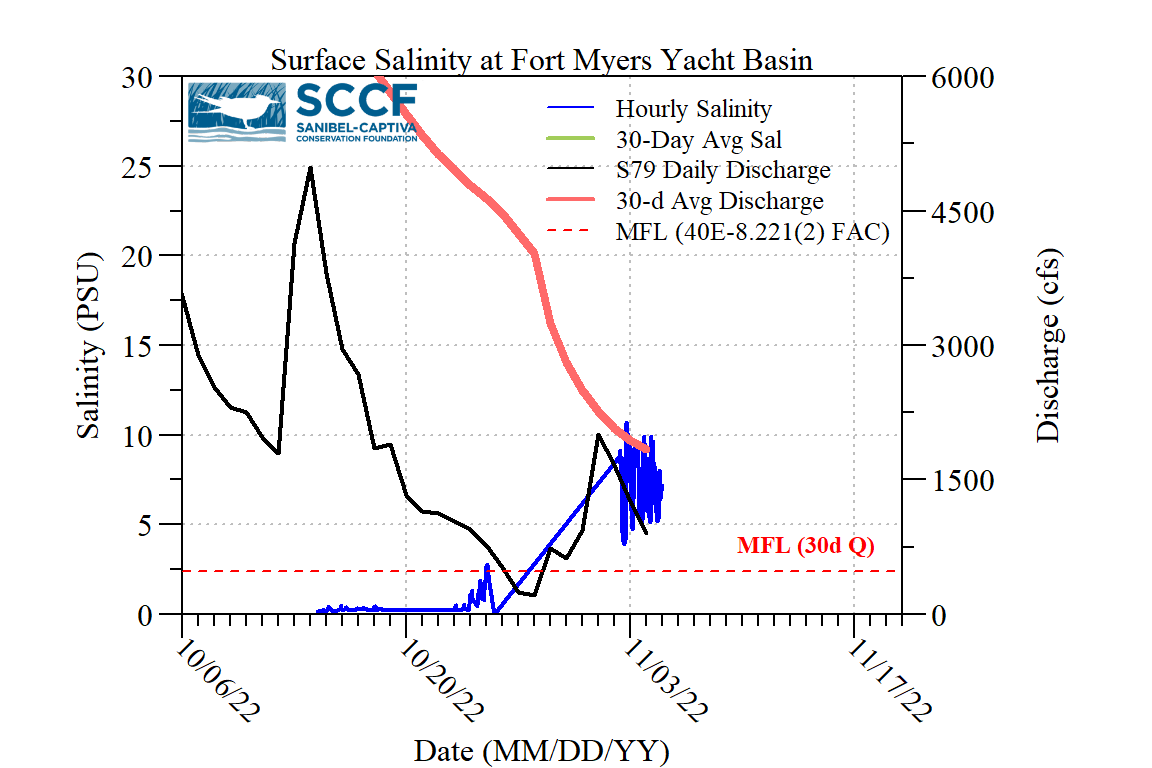 Surface Salinity at Fort Myers Yacht Basin
SCCF
SANIBEL-CAPTIVA
CONSERVATION FOUNDATION
Hourly Salinity
30-Day Avg Sal
S79 Daily Discharge
30-d Avg Discharge
MFL (40E-8.221(2) FAC)
30
25
20
15
10
5
0
Salinity (PSU)
6000
4500
3000
1500
0
Discharge (cfs)
MFL (30d Q)
10/06/22
10/20/22
11/03/22
11/17/22
Date (MM/DD/YY)